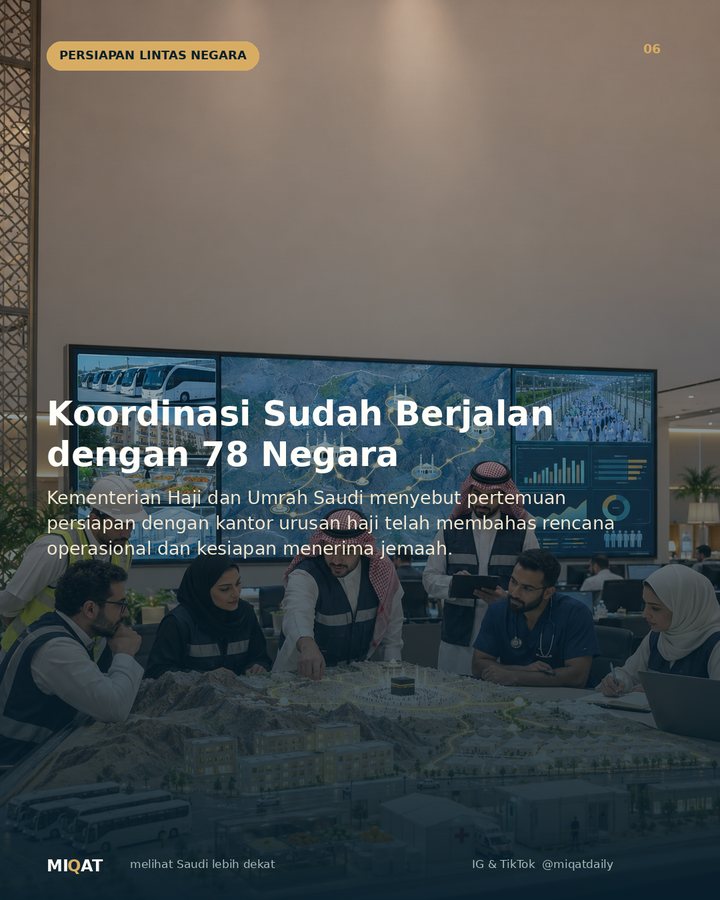 PERSIAPAN LINTAS NEGARA
06
Koordinasi Sudah Berjalan
dengan 78 Negara
Kementerian Haji dan Umrah Saudi menyebut pertemuan
persiapan dengan kantor urusan haji telah membahas rencana
operasional dan kesiapan menerima jemaah.
MIQAT
melihat Saudi lebih dekat
IG & TikTok @miqatdaily